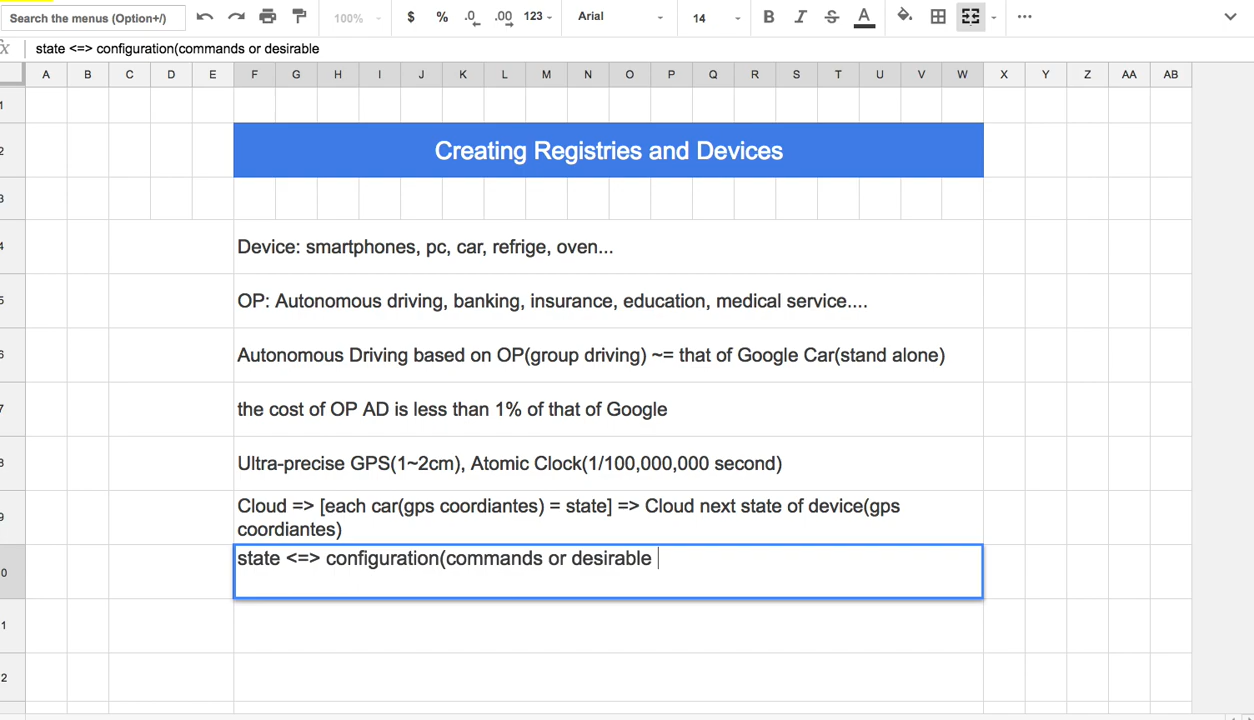 Search the menus (Option+/)
100%
$ % .0 .00 123
Arial
14
B I S A
fx state <=> configuration(commands or desirable
A B C D E F G H I J K L M N O P Q R S T U V W X Y Z AA AB
1
2 Creating Registries and Devices
3
4 Device: smartphones, pc, car, refrige, oven...
5 OP: Autonomous driving, banking, insurance, education, medical service....
6 Autonomous Driving based on OP(group driving) ~= that of Google Car(stand alone)
7 the cost of OP AD is less than 1% of that of Google
8 Ultra-precise GPS(1~2cm), Atomic Clock(1/100,000,000 second)
9 Cloud => [each car(gps coordiantes) = state] => Cloud next state of device(gps
coordiantes)
0 state <=> configuration(commands or desirable
1
2